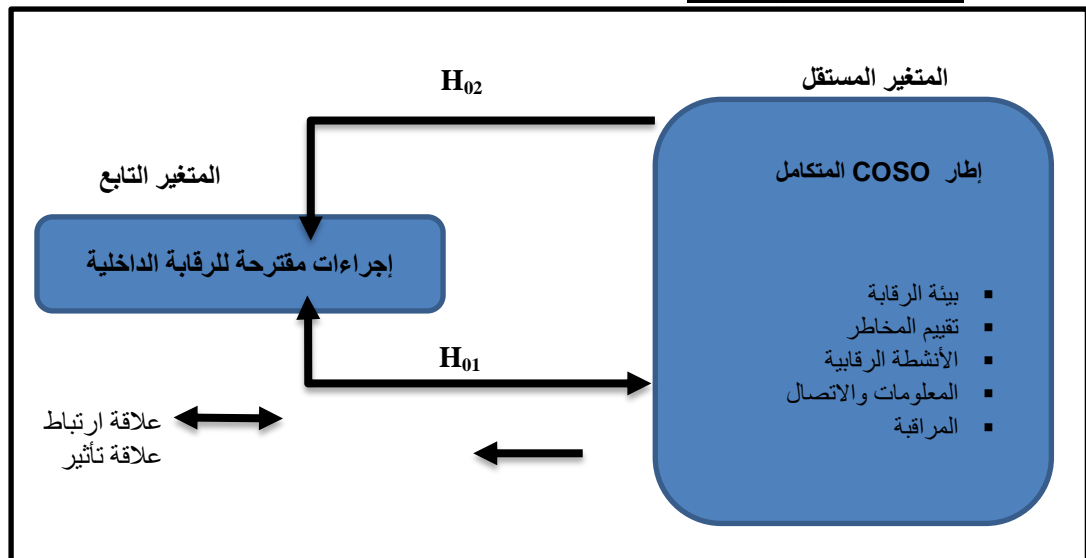 المتغير المستقل
H02
إطار COSO المتكامل
المتغير التابع
إجراءات مقترحة للرقابة الداخلية
▪ بيئة الرقابة
▪ تقييم المخاطر
▪ الأنشطة الرقابية
▪ المعلومات والاتصال
▪ المراقبة
H01
علاقة ارتباط
علاقة تأثير